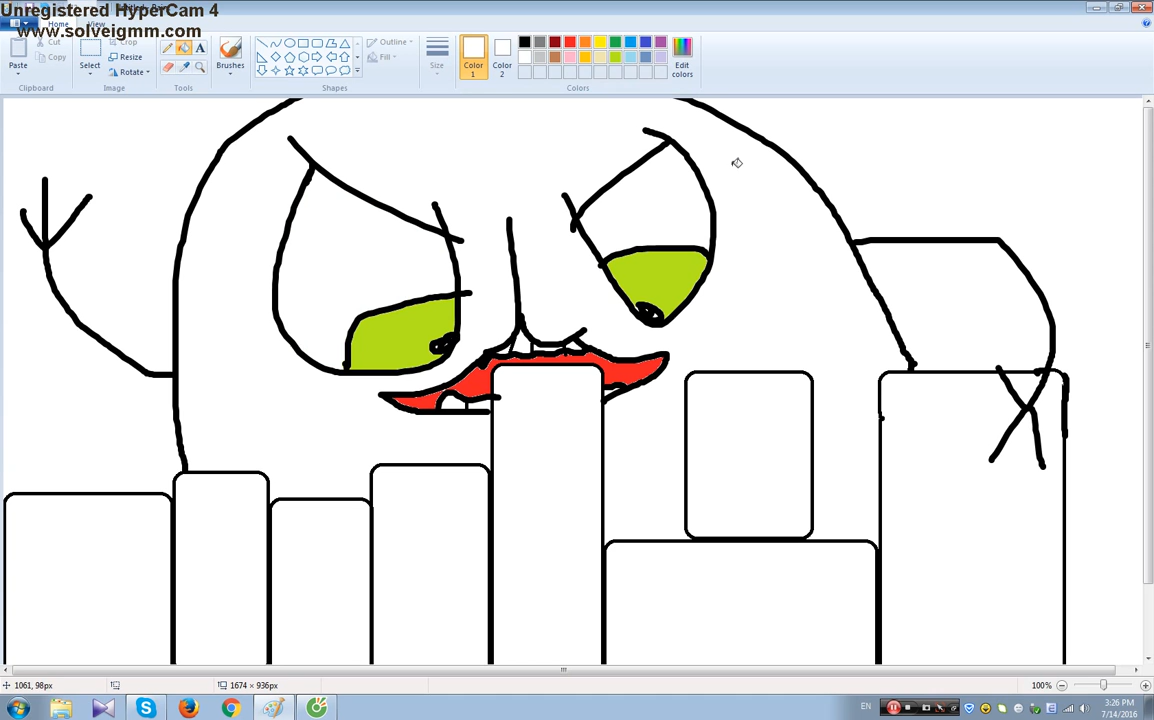 Unregistered HyperCam 4
www.solveigmm.com
Home View
Paste
Cut
Copy
Clipboard
Select
Crop
Resize
Rotate
Image
Tools
Brushes
Outline
Fill
Shapes
Size
Color 1
Color 2
Edit colors
Colors
1061, 98px
1674 × 936px
100%
EN
3:26 PM
7/14/2016